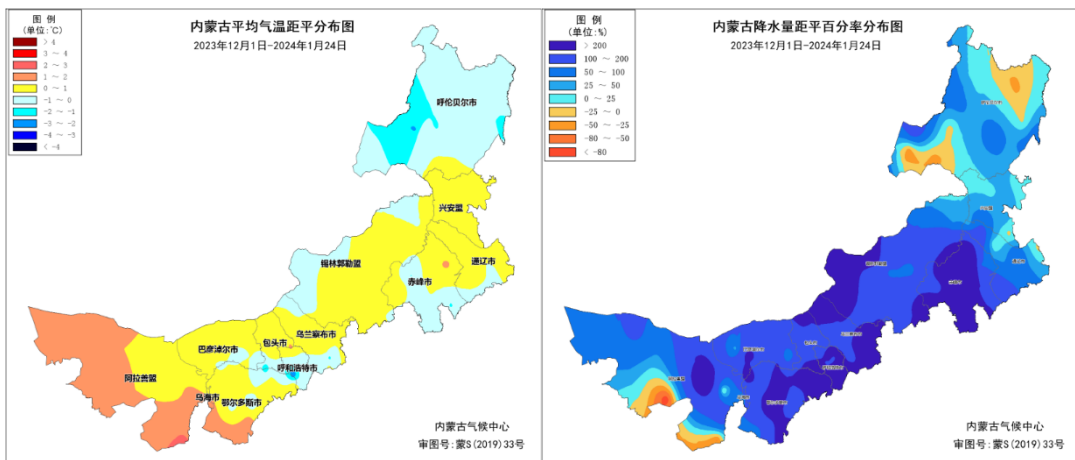 内蒙古平均气温距平分布图
2023年12月1日-2024年1月24日
图 例
(单位:℃)
> 4
3 ～ 4
2 ～ 3
1 ～ 2
0 ～ 1
-1 ～ 0
-2 ～ -1
-3 ～ -2
-4 ～ -3
< -4
呼伦贝尔市
兴安盟
锡林郭勒盟
通辽市
赤峰市
乌兰察布市
包头市
巴彦淖尔市
呼和浩特市
阿拉善盟
乌海市
鄂尔多斯市
内蒙古气候中心
审图号:蒙S(2019)33号
内蒙古降水量距平百分率分布图
2023年12月1日-2024年1月24日
图 例
(单位:%)
> 200
100 ～ 200
50 ～ 100
25 ～ 50
0 ～ 25
-25 ～ 0
-50 ～ -25
-80 ～ -50
< -80
内蒙古气候中心
审图号:蒙S(2019)33号